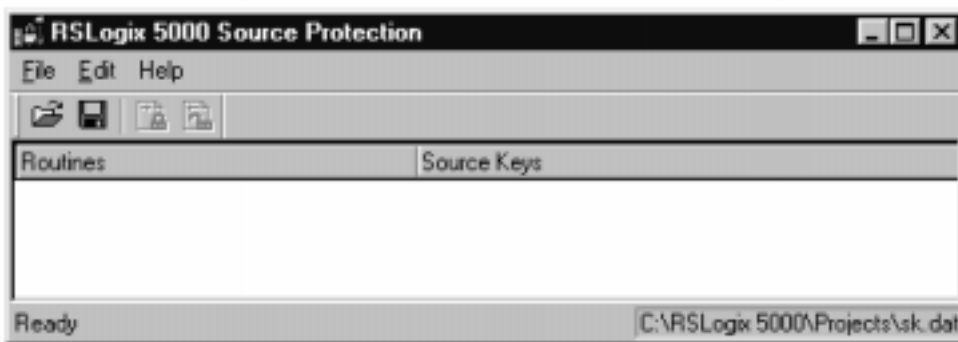 RSLogix 5000 Source Protection
File Edit Help
Routines Source Keys
Ready C:\RSLogix 5000\Projects\sk.dat